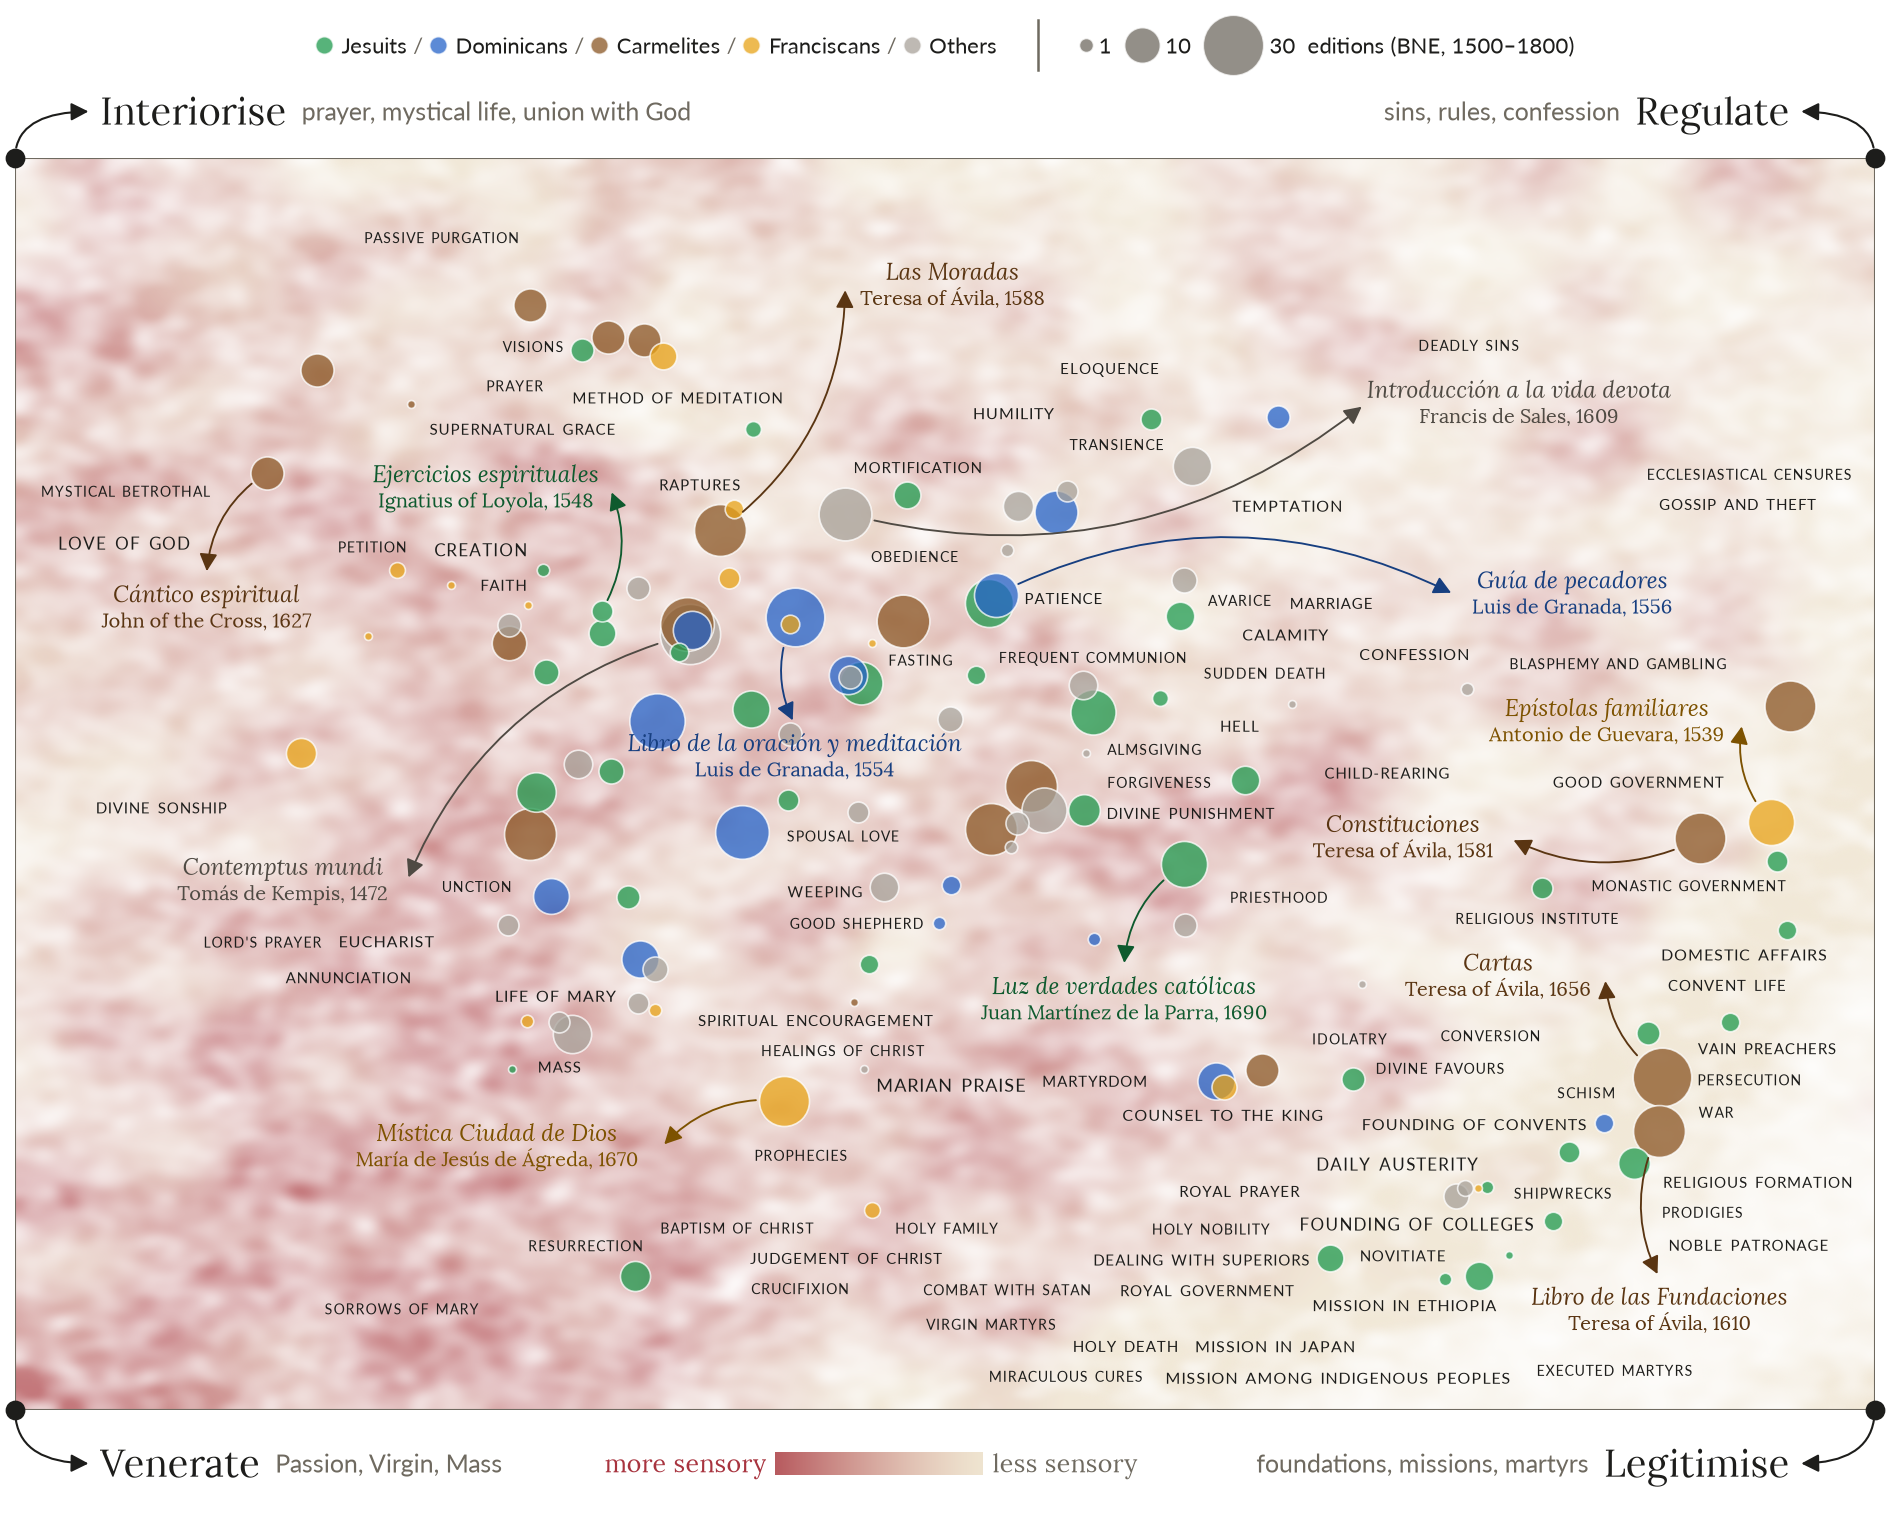 Jesuits / Dominicans / Carmelites / Franciscans / Others
1 10 30 editions (BNE, 1500–1800)
Interiorise prayer, mystical life, union with God
sins, rules, confession Regulate
PASSIVE PURGATION
Las Moradas
Teresa of Ávila, 1588
VISIONS
DEADLY SINS
ELOQUENCE
PRAYER
METHOD OF MEDITATION
Introducción a la vida devota
Francis de Sales, 1609
HUMILITY
SUPERNATURAL GRACE
TRANSIENCE
MORTIFICATION
Ejercicios espirituales
Ignatius of Loyola, 1548
ECCLESIASTICAL CENSURES
RAPTURES
MYSTICAL BETROTHAL
GOSSIP AND THEFT
TEMPTATION
LOVE OF GOD
PETITION
CREATION
OBEDIENCE
FAITH
Guía de pecadores
Luis de Granada, 1556
Cántico espiritual
John of the Cross, 1627
PATIENCE
AVARICE
MARRIAGE
CALAMITY
CONFESSION
FASTING
FREQUENT COMMUNION
BLASPHEMY AND GAMBLING
SUDDEN DEATH
Epístolas familiares
Antonio de Guevara, 1539
HELL
Libro de la oración y meditación
Luis de Granada, 1554
ALMSGIVING
CHILD-REARING
FORGIVENESS
GOOD GOVERNMENT
DIVINE SONSHIP
DIVINE PUNISHMENT
Constituciones
Teresa of Ávila, 1581
SPOUSAL LOVE
Contemptus mundi
Tomás de Kempis, 1472
UNCTION
WEEPING
MONASTIC GOVERNMENT
PRIESTHOOD
RELIGIOUS INSTITUTE
GOOD SHEPHERD
LORD'S PRAYER
EUCHARIST
DOMESTIC AFFAIRS
Cartas
Teresa of Ávila, 1656
ANNUNCIATION
CONVENT LIFE
Luz de verdades católicas
Juan Martínez de la Parra, 1690
LIFE OF MARY
SPIRITUAL ENCOURAGEMENT
IDOLATRY
CONVERSION
HEALINGS OF CHRIST
VAIN PREACHERS
MASS
DIVINE FAVOURS
MARIAN PRAISE
MARTYRDOM
PERSECUTION
SCHISM
WAR
COUNSEL TO THE KING
FOUNDING OF CONVENTS
Mística Ciudad de Dios
María de Jesús de Ágreda, 1670
PROPHECIES
DAILY AUSTERITY
RELIGIOUS FORMATION
ROYAL PRAYER
SHIPWRECKS
PRODIGIES
BAPTISM OF CHRIST
HOLY FAMILY
HOLY NOBILITY
FOUNDING OF COLLEGES
RESURRECTION
NOBLE PATRONAGE
JUDGEMENT OF CHRIST
DEALING WITH SUPERIORS
NOVITIATE
CRUCIFIXION
COMBAT WITH SATAN
ROYAL GOVERNMENT
Libro de las Fundaciones
Teresa of Ávila, 1610
SORROWS OF MARY
MISSION IN ETHIOPIA
VIRGIN MARTYRS
HOLY DEATH
MISSION IN JAPAN
MIRACULOUS CURES
MISSION AMONG INDIGENOUS PEOPLES
EXECUTED MARTYRS
Venerate Passion, Virgin, Mass
more sensory less sensory
foundations, missions, martyrs Legitimise